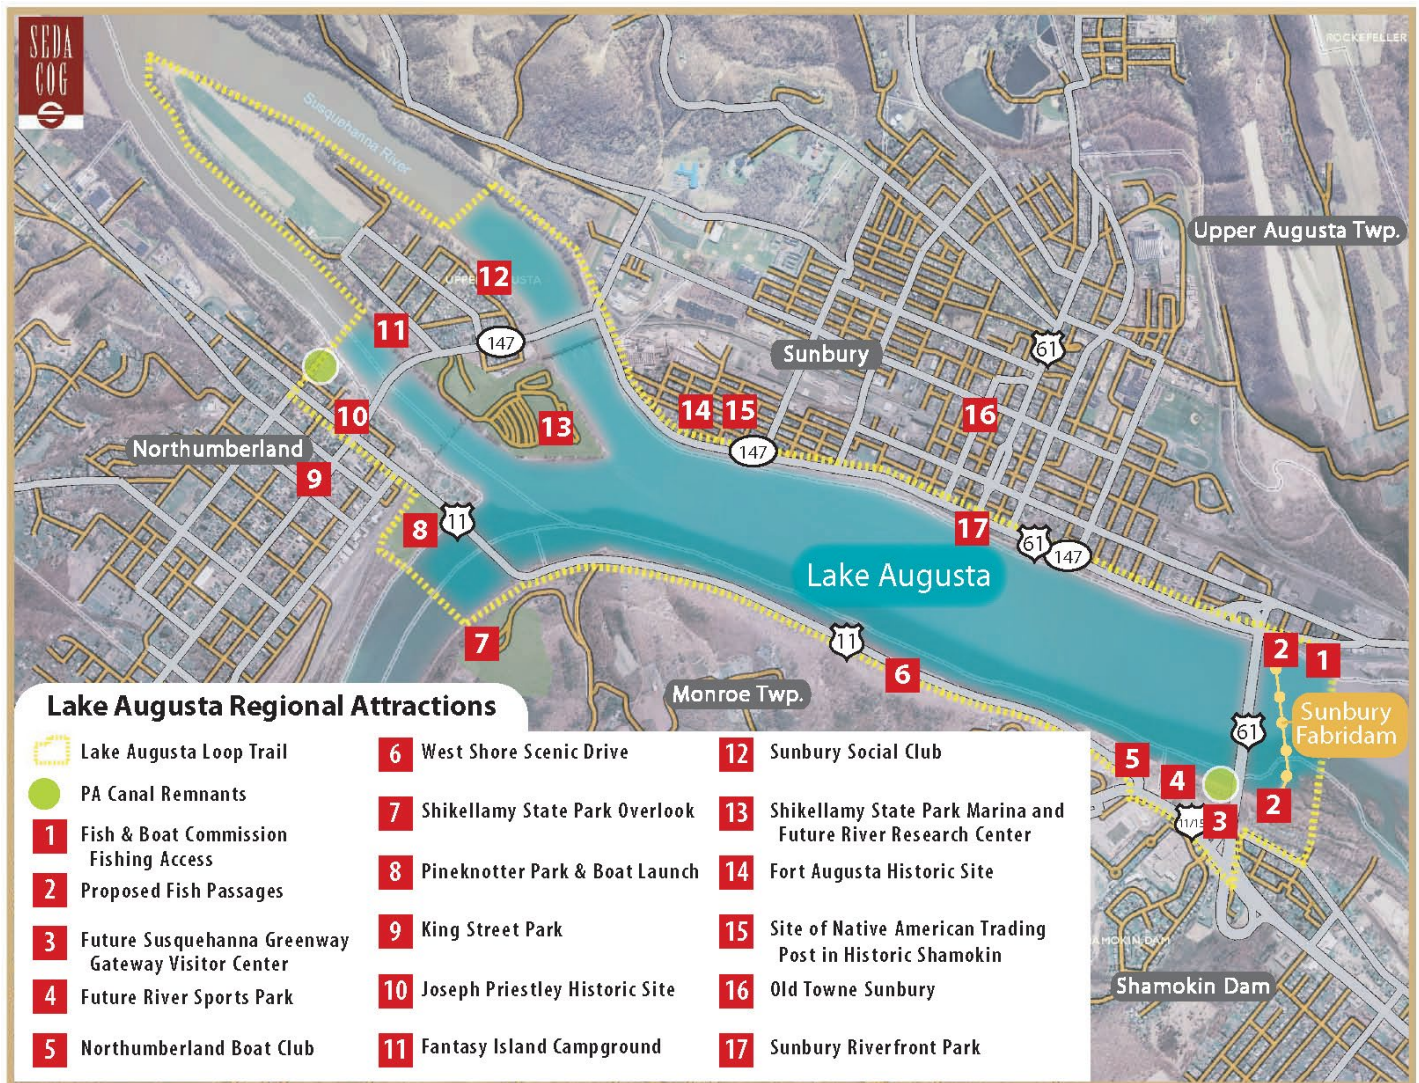 SEDA
COG
ROCKEFELLER
Susquehanna River
Upper Augusta Twp.
12
11
147
61
Sunbury
10
13
14
15
16
147
Northumberland
9
8
11
17
61
147
Lake Augusta
7
11
6
2
1
Monroe Twp.
Sunbury
Fabridam
61
5
4
2
11/15
3
Shamokin Dam
Lake Augusta Regional Attractions
Lake Augusta Loop Trail
PA Canal Remnants
1 Fish & Boat Commission
Fishing Access
2 Proposed Fish Passages
3 Future Susquehanna Greenway
Gateway Visitor Center
4 Future River Sports Park
5 Northumberland Boat Club
6 West Shore Scenic Drive
7 Shikellamy State Park Overlook
8 Pineknotter Park & Boat Launch
9 King Street Park
10 Joseph Priestley Historic Site
11 Fantasy Island Campground
12 Sunbury Social Club
13 Shikellamy State Park Marina and
Future River Research Center
14 Fort Augusta Historic Site
15 Site of Native American Trading
Post in Historic Shamokin
16 Old Towne Sunbury
17 Sunbury Riverfront Park